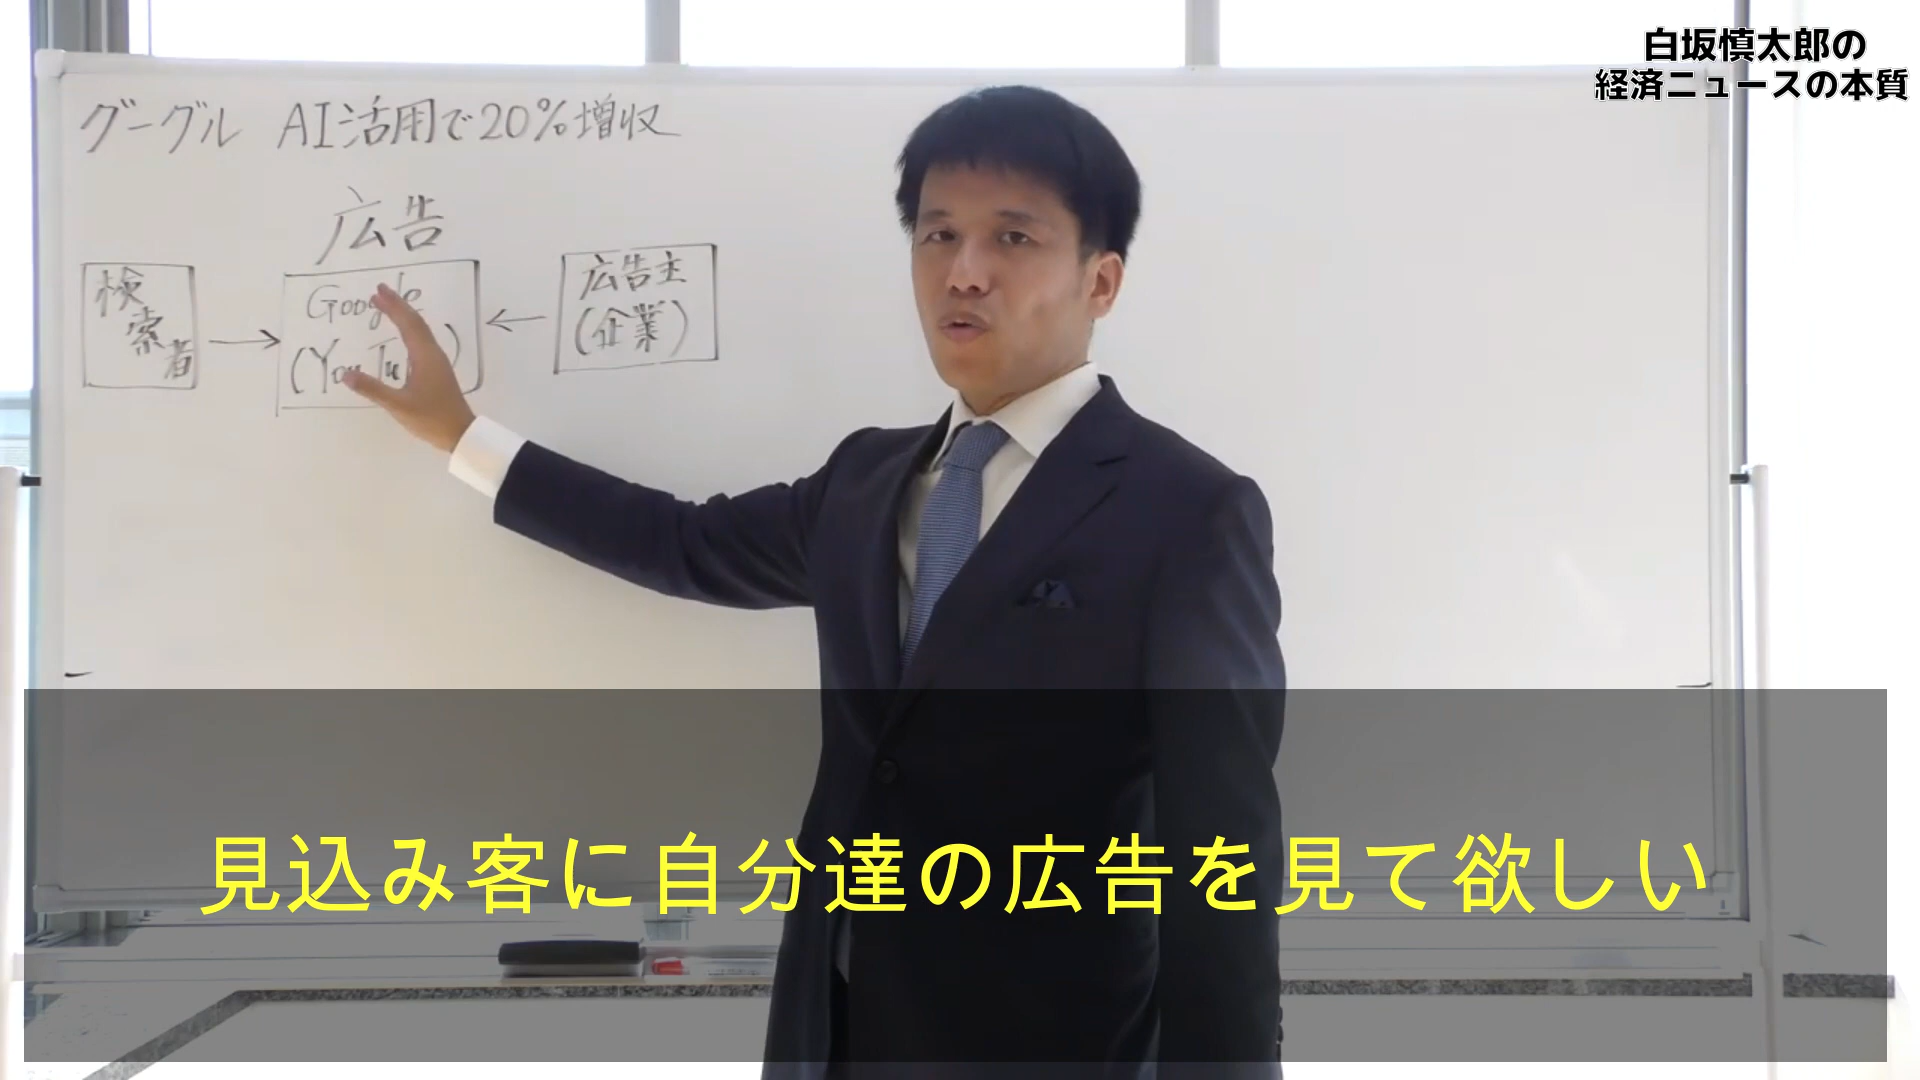 白坂慎太郎の
経済ニュースの本質
グーグル AI活用で20%増収
広告
検索者
Google
(You Tu
広告主
(企業)
見込み客に自分達の広告を見て欲しい